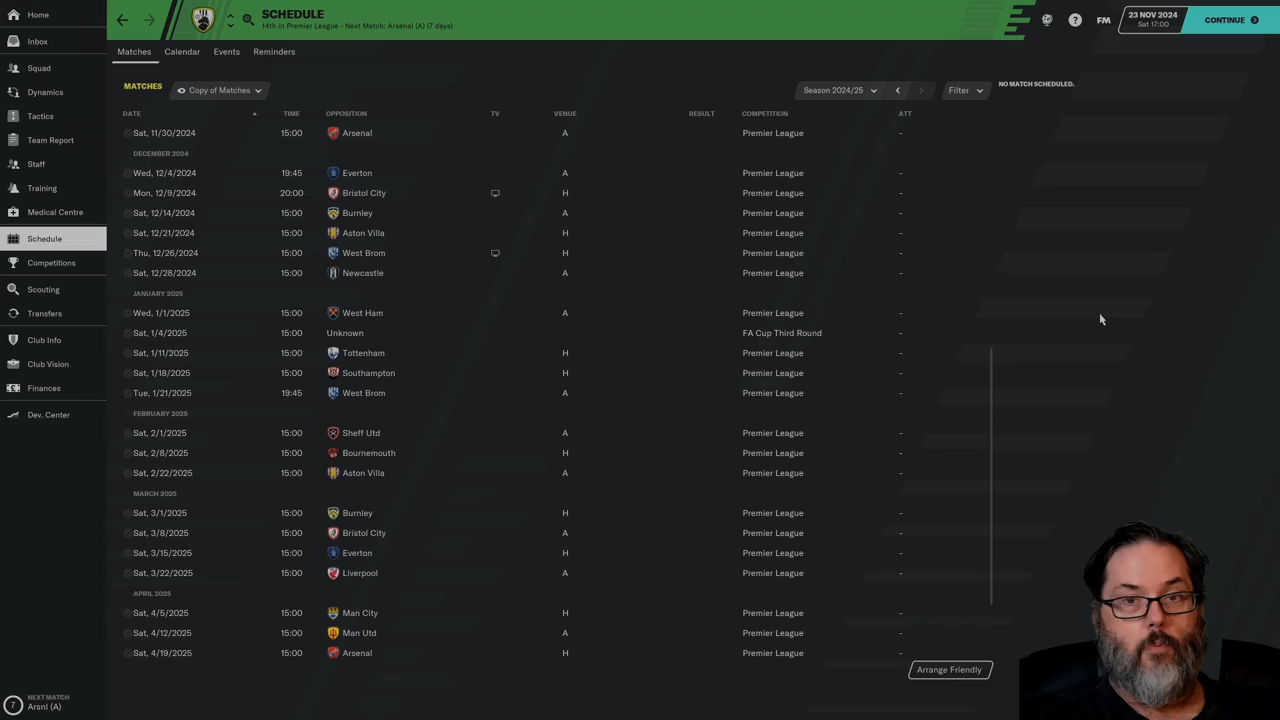 Home
Inbox
Squad
Dynamics
Tactics
Team Report
Staff
Training
Medical Centre
Schedule
Competitions
Scouting
Transfers
Club Info
Club Vision
Finances
Dev. Center
7
NEXT MATCH
Arsnl (A)
SCHEDULE
14th in Premier League - Next Match: Arsenal (A) (7 days)
?
FM
23 NOV 2024
Sat 17:00
CONTINUE
Matches Calendar Events Reminders
MATCHES Copy of Matches Season 2024/25 Filter
NO MATCH SCHEDULED.
DATE TIME OPPOSITION TV VENUE RESULT COMPETITION ATT
Sat, 11/30/2024 15:00 Arsenal A Premier League -
DECEMBER 2024
Wed, 12/4/2024 19:45 Everton A Premier League -
Mon, 12/9/2024 20:00 Bristol City H Premier League -
Sat, 12/14/2024 15:00 Burnley A Premier League -
Sat, 12/21/2024 15:00 Aston Villa H Premier League -
Thu, 12/26/2024 15:00 West Brom H Premier League -
Sat, 12/28/2024 15:00 Newcastle A Premier League -
JANUARY 2025
Wed, 1/1/2025 15:00 West Ham A Premier League -
Sat, 1/4/2025 15:00 Unknown FA Cup Third Round -
Sat, 1/11/2025 15:00 Tottenham H Premier League -
Sat, 1/18/2025 15:00 Southampton H Premier League -
Tue, 1/21/2025 19:45 West Brom A Premier League -
FEBRUARY 2025
Sat, 2/1/2025 15:00 Sheff Utd A Premier League -
Sat, 2/8/2025 15:00 Bournemouth H Premier League -
Sat, 2/22/2025 15:00 Aston Villa A Premier League -
MARCH 2025
Sat, 3/1/2025 15:00 Burnley H Premier League -
Sat, 3/8/2025 15:00 Bristol City A Premier League -
Sat, 3/15/2025 15:00 Everton H Premier League -
Sat, 3/22/2025 15:00 Liverpool A Premier League -
APRIL 2025
Sat, 4/5/2025 15:00 Man City H Premier League -
Sat, 4/12/2025 15:00 Man Utd A Premier League -
Sat, 4/19/2025 15:00 Arsenal H Premier League -
Arrange Friendly